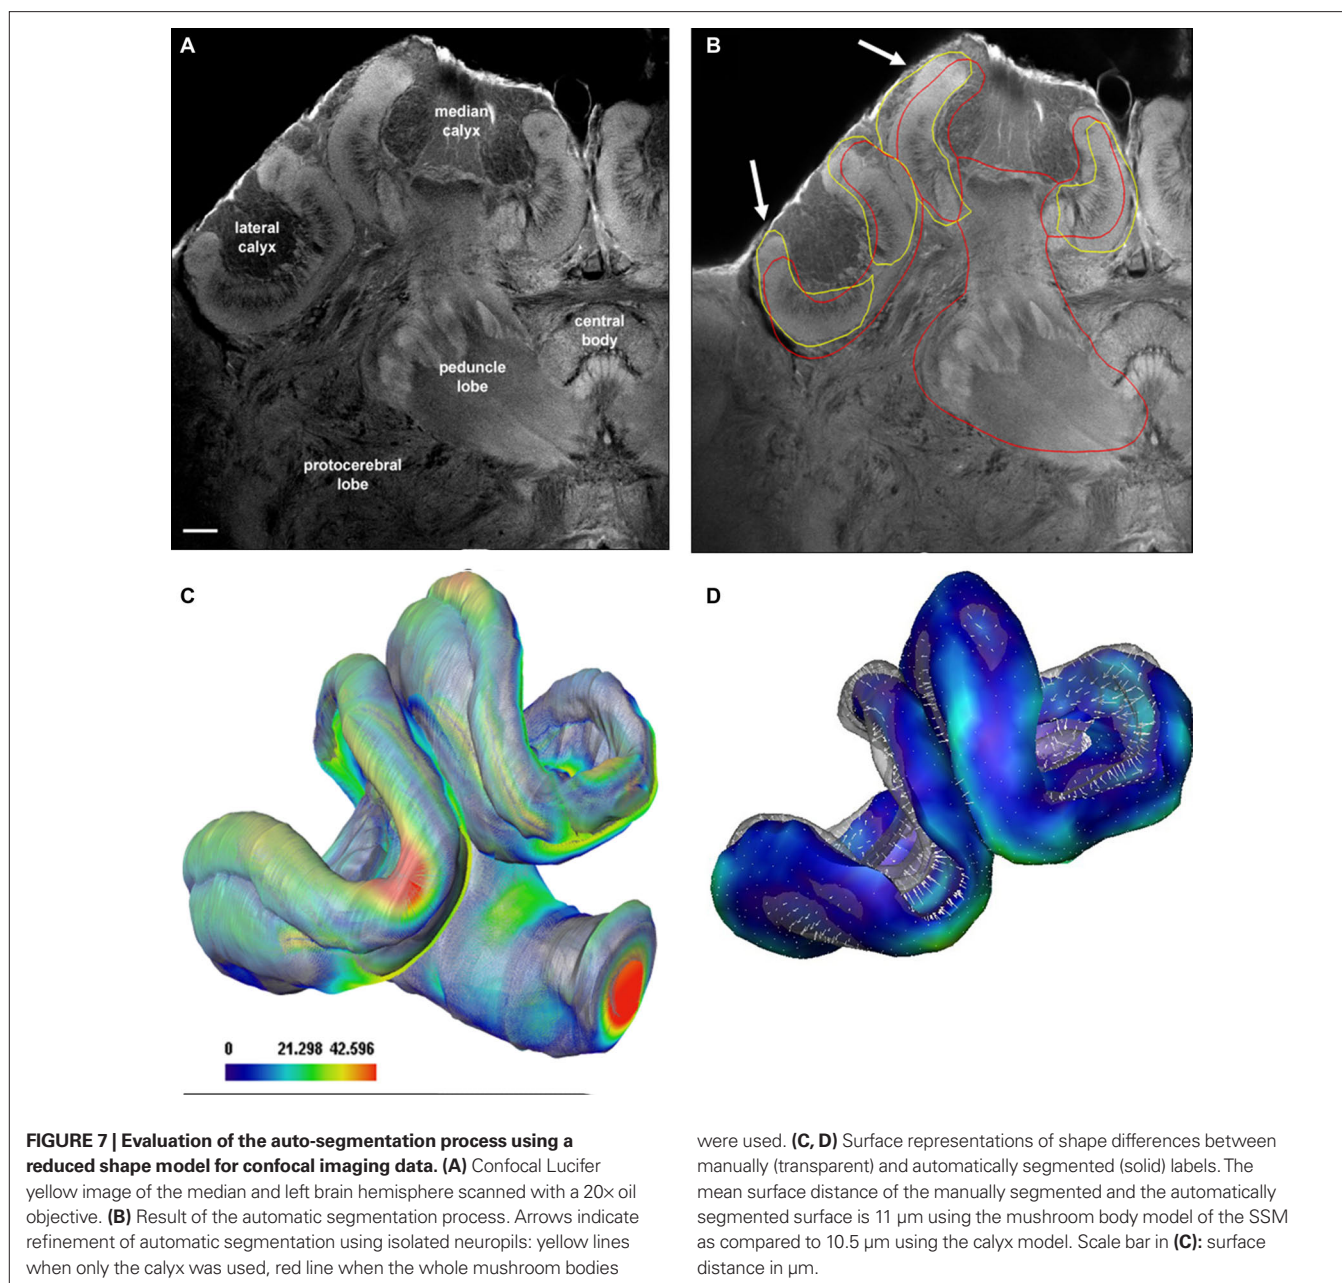 A
median
calyx
lateral
calyx
central
body
peduncle
lobe
protocerebral
lobe
B
C
0 21.298 42.596
D
FIGURE 7 | Evaluation of the auto-segmentation process using a
reduced shape model for confocal imaging data. (A) Confocal Lucifer
yellow image of the median and left brain hemisphere scanned with a 20× oil
objective. (B) Result of the automatic segmentation process. Arrows indicate
refinement of automatic segmentation using isolated neuropils: yellow lines
when only the calyx was used, red line when the whole mushroom bodies
were used. (C, D) Surface representations of shape differences between
manually (transparent) and automatically segmented (solid) labels. The
mean surface distance of the manually segmented and the automatically
segmented surface is 11 μm using the mushroom body model of the SSM
as compared to 10.5 μm using the calyx model. Scale bar in (C): surface
distance in μm.